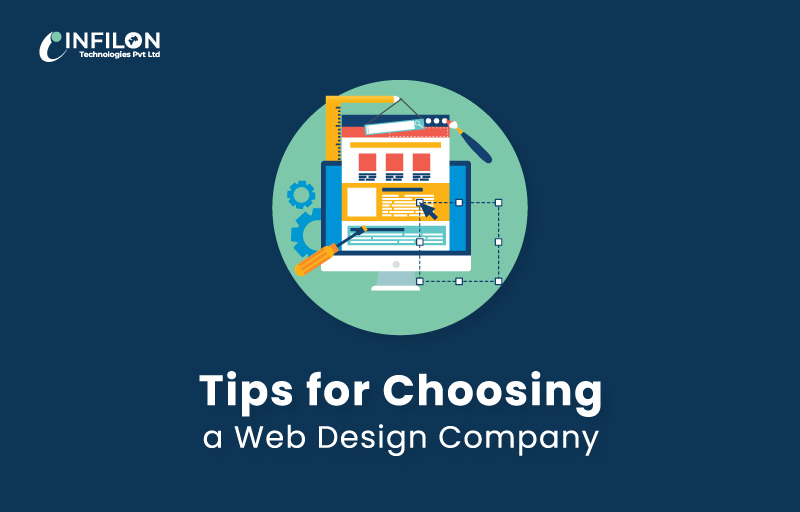 INFILON
Technologies Pvt Ltd
Tips for Choosing
a Web Design Company